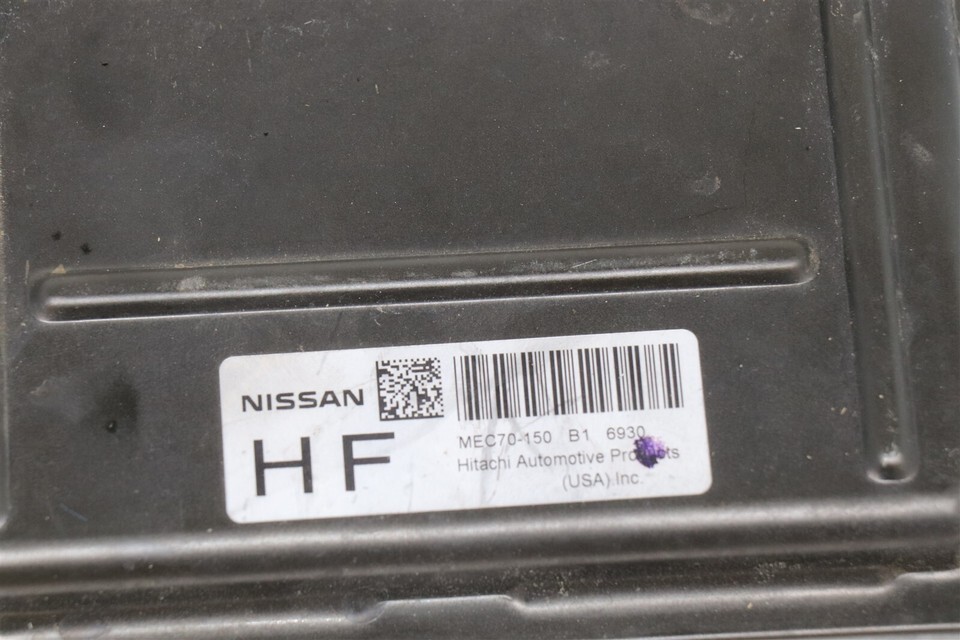 NISSAN
HF
MEC70-150 B1 6930
Hitachi Automotive Products
(USA).Inc.